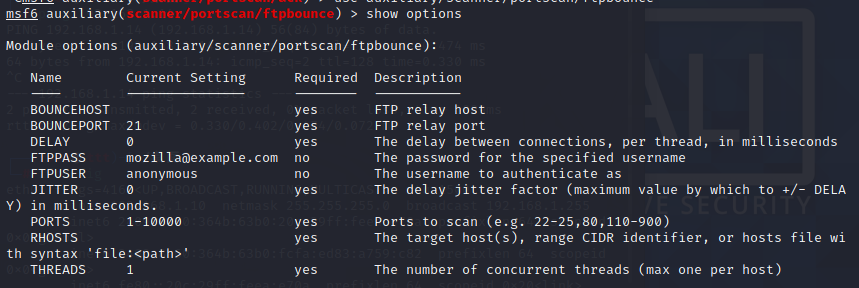 msf6 auxiliary(scanner/portscan/ftpbounce) > show options
Module options (auxiliary/scanner/portscan/ftpbounce):
Name Current Setting Required Description
BOUNCEHOST yes FTP relay host
BOUNCEPORT 21 yes FTP relay port
DELAY 0 yes The delay between connections, per thread, in milliseconds
FTPPASS mozilla@example.com no The password for the specified username
FTPUSER anonymous no The username to authenticate as
JITTER 0 yes The delay jitter factor (maximum value by which to +/- DELA
Y) in milliseconds.
PORTS 1-10000 yes Ports to scan (e.g. 22-25,80,110-900)
RHOSTS yes The target host(s), range CIDR identifier, or hosts file wi
th syntax 'file:<path>'
THREADS 1 yes The number of concurrent threads (max one per host)